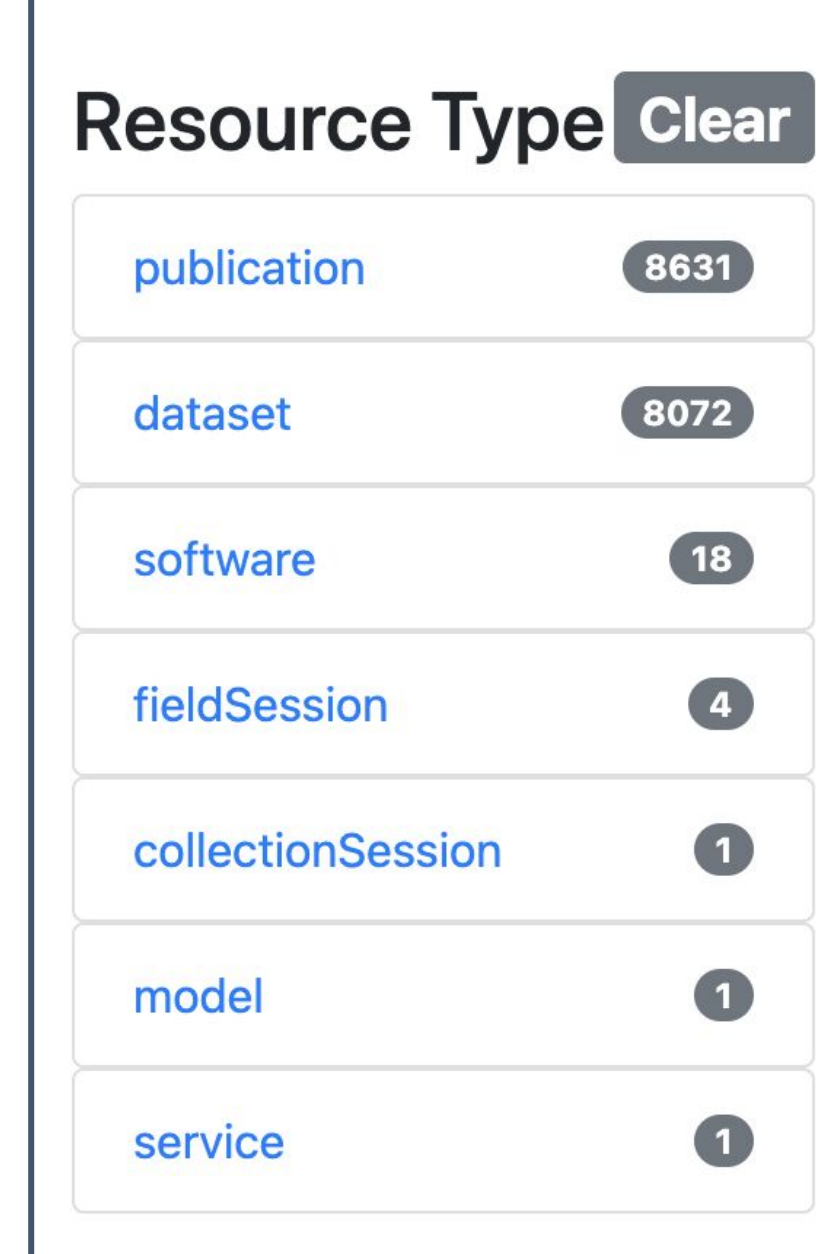 Resource Type Clear
publication 8631
dataset 8072
software 18
fieldSession 4
collectionSession 1
model 1
service 1